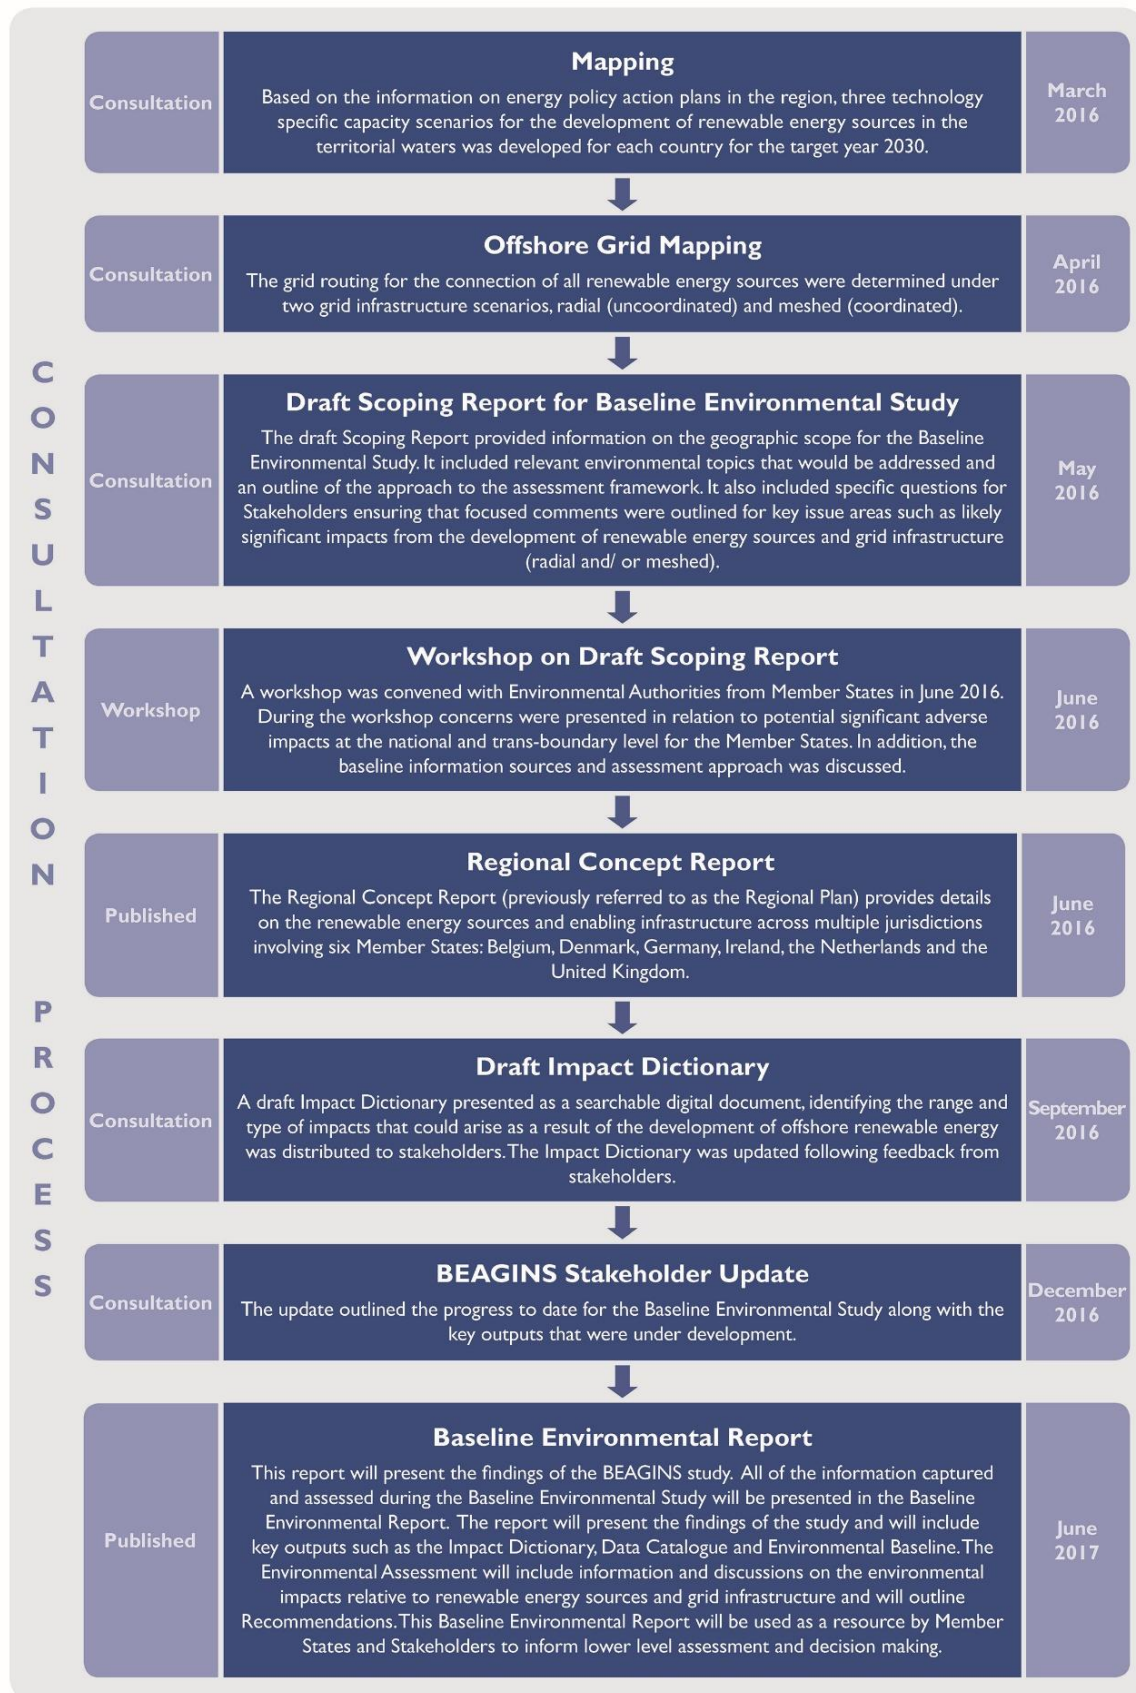 CONSULTATION PROCESS
Consultation
Mapping
Based on the information on energy policy action plans in the region, three technology
specific capacity scenarios for the development of renewable energy sources in the
territorial waters was developed for each country for the target year 2030.
March
2016
Consultation
Offshore Grid Mapping
The grid routing for the connection of all renewable energy sources were determined under
two grid infrastructure scenarios, radial (uncoordinated) and meshed (coordinated).
April
2016
Consultation
Draft Scoping Report for Baseline Environmental Study
The draft Scoping Report provided information on the geographic scope for the Baseline
Environmental Study. It included relevant environmental topics that would be addressed and
an outline of the approach to the assessment framework. It also included specific questions for
Stakeholders ensuring that focused comments were outlined for key issue areas such as likely
significant impacts from the development of renewable energy sources and grid infrastructure
(radial and/ or meshed).
May
2016
Workshop
Workshop on Draft Scoping Report
A workshop was convened with Environmental Authorities from Member States in June 2016.
During the workshop concerns were presented in relation to potential significant adverse
impacts at the national and trans-boundary level for the Member States. In addition, the
baseline information sources and assessment approach was discussed.
June
2016
Published
Regional Concept Report
The Regional Concept Report (previously referred to as the Regional Plan) provides details
on the renewable energy sources and enabling infrastructure across multiple jurisdictions
involving six Member States: Belgium, Denmark, Germany, Ireland, the Netherlands and the
United Kingdom.
June
2016
Consultation
Draft Impact Dictionary
A draft Impact Dictionary presented as a searchable digital document, identifying the range and
type of impacts that could arise as a result of the development of offshore renewable energy
was distributed to stakeholders. The Impact Dictionary was updated following feedback from
stakeholders.
September
2016
Consultation
BEAGINS Stakeholder Update
The update outlined the progress to date for the Baseline Environmental Study along with the
key outputs that were under development.
December
2016
Published
Baseline Environmental Report
This report will present the findings of the BEAGINS study. All of the information captured
and assessed during the Baseline Environmental Study will be presented in the Baseline
Environmental Report. The report will present the findings of the study and will include
key outputs such as the Impact Dictionary, Data Catalogue and Environmental Baseline. The
Environmental Assessment will include information and discussions on the environmental
impacts relative to renewable energy sources and grid infrastructure and will outline
Recommendations. This Baseline Environmental Report will be used as a resource by Member
States and Stakeholders to inform lower level assessment and decision making.
June
2017